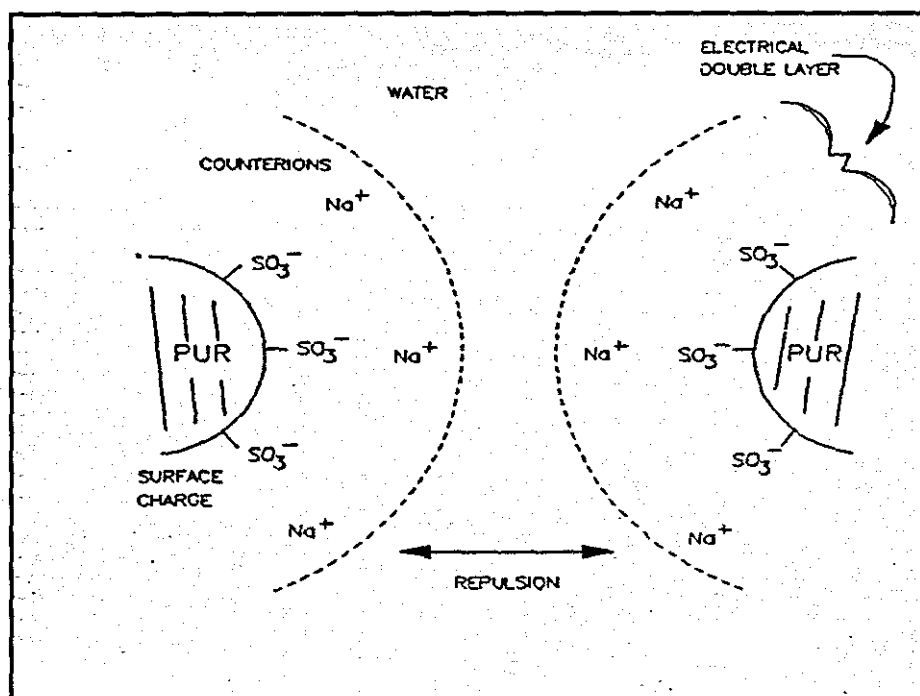 ELECTRICAL
DOUBLE LAYER
WATER
COUNTERIONS
Na⁺
Na⁺
SO₃⁻
SO₃⁻
PUR
SO₃⁻
Na⁺
Na⁺
SO₃⁻
PUR
SO₃⁻
SO₃⁻
SURFACE
CHARGE
Na⁺
Na⁺
REPULSION